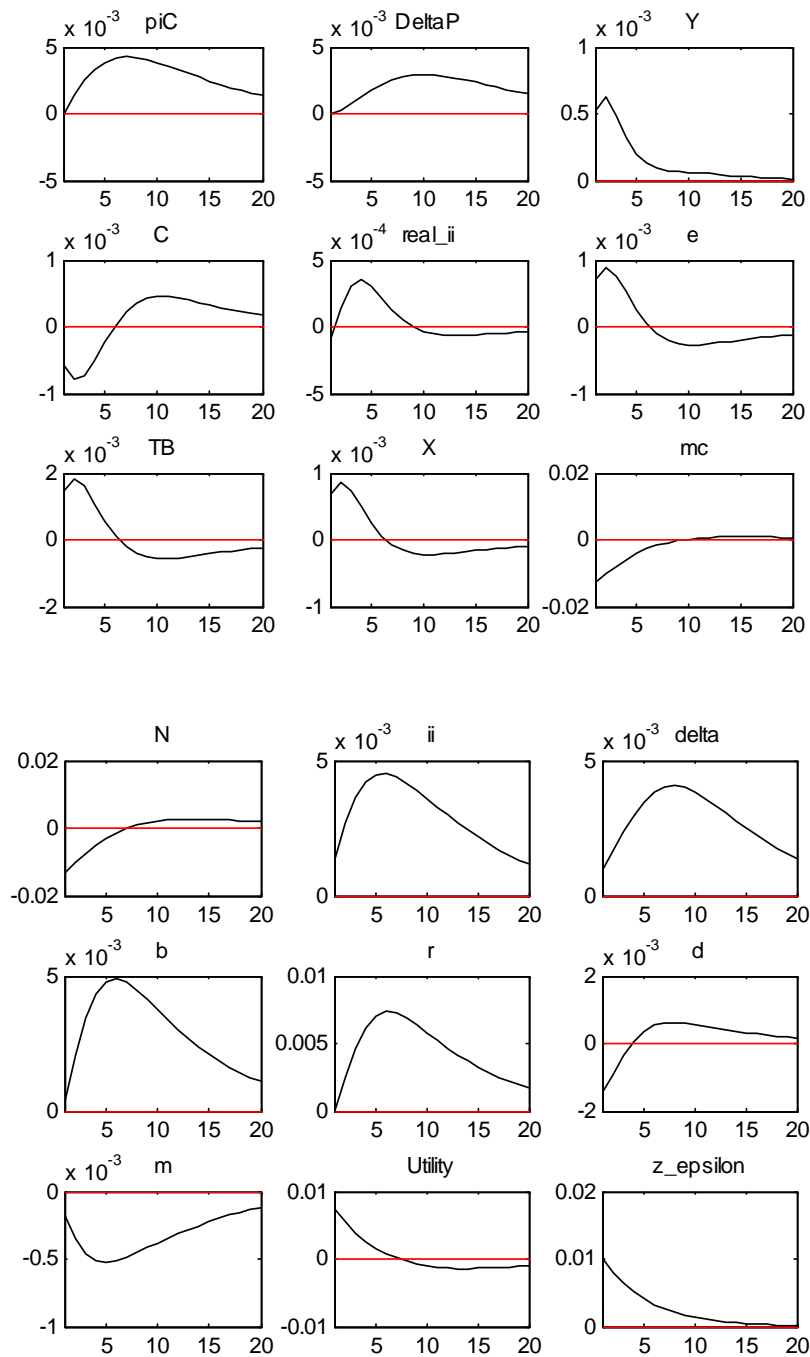 piC DeltaP Y
x 10^-3 x 10^-3 x 10^-3
5 5 1
0 0 0.5
-5 -5 0
5 10 15 20 5 10 15 20 5 10 15 20
C real_ii e
x 10^-3 x 10^-4 x 10^-3
1 5 1
0 0 0
-1 -5 -1
5 10 15 20 5 10 15 20 5 10 15 20
TB X mc
x 10^-3 x 10^-3
2 1 0.02
0 0 0
-2 -1 -0.02
5 10 15 20 5 10 15 20 5 10 15 20
N ii delta
x 10^-3 x 10^-3
0.02 5 5
0
-0.02 0 0
5 10 15 20 5 10 15 20 5 10 15 20
b r d
x 10^-3 x 10^-3
5 0.01 2
0.005 0
0 0 -2
5 10 15 20 5 10 15 20 5 10 15 20
m Utility z_epsilon
x 10^-3
0 0.01 0.02
-0.5 0 0.01
-1 -0.01 0
5 10 15 20 5 10 15 20 5 10 15 20